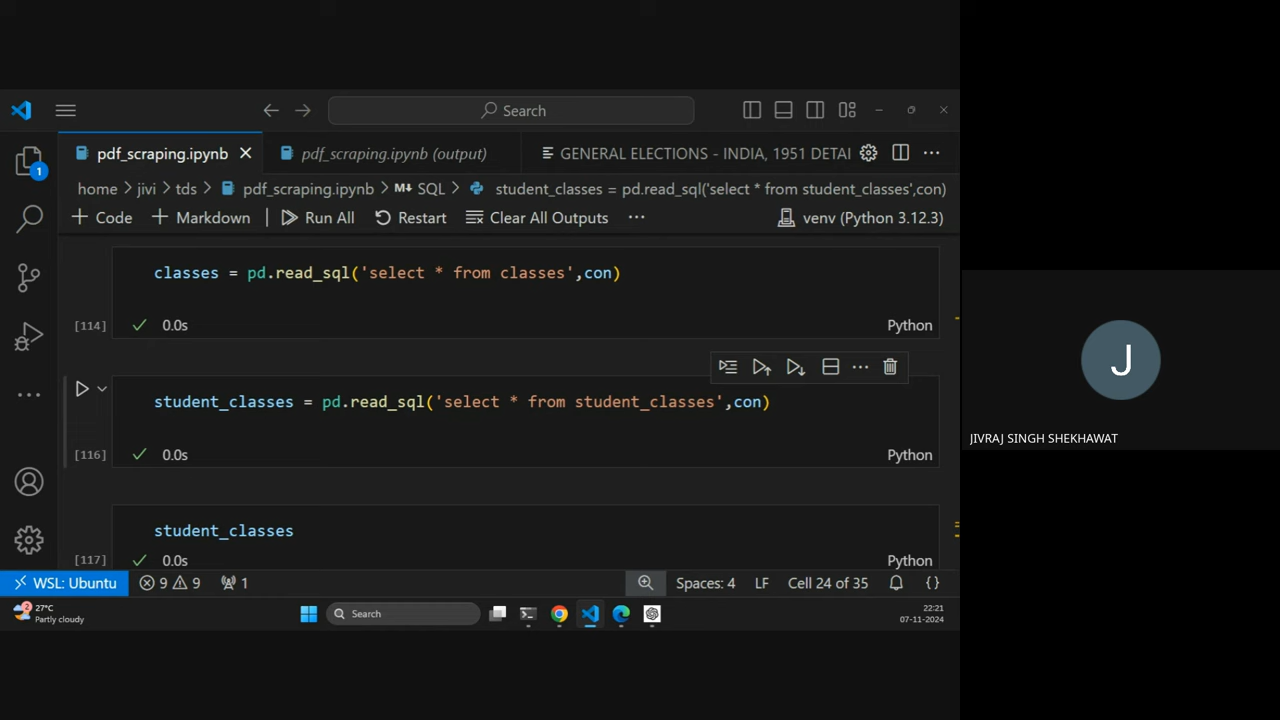 Search
pdf_scraping.ipynb
pdf_scraping.ipynb (output)
GENERAL ELECTIONS - INDIA, 1951 DETAI
1
home > jivi > tds > pdf_scraping.ipynb > M↓ SQL > student_classes = pd.read_sql('select * from student_classes',con)
+ Code + Markdown | Run All Restart Clear All Outputs ... venv (Python 3.12.3)
classes = pd.read_sql('select * from classes',con)
[114] ✓ 0.0s Python
student_classes = pd.read_sql('select * from student_classes',con)
[116] ✓ 0.0s Python
student_classes
[117] ✓ 0.0s Python
WSL: Ubuntu 9 9 1 Spaces: 4 LF Cell 24 of 35 {}
2
27°C
Partly cloudy
Search
22:21
07-11-2024
J
JIVRAJ SINGH SHEKHAWAT